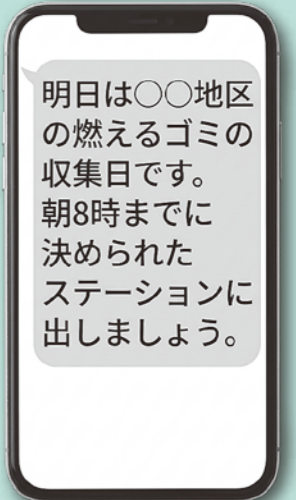 明日は○○地区
の燃えるゴミの
収集日です。
朝8時までに
決められた
ステーションに
出しましょう。